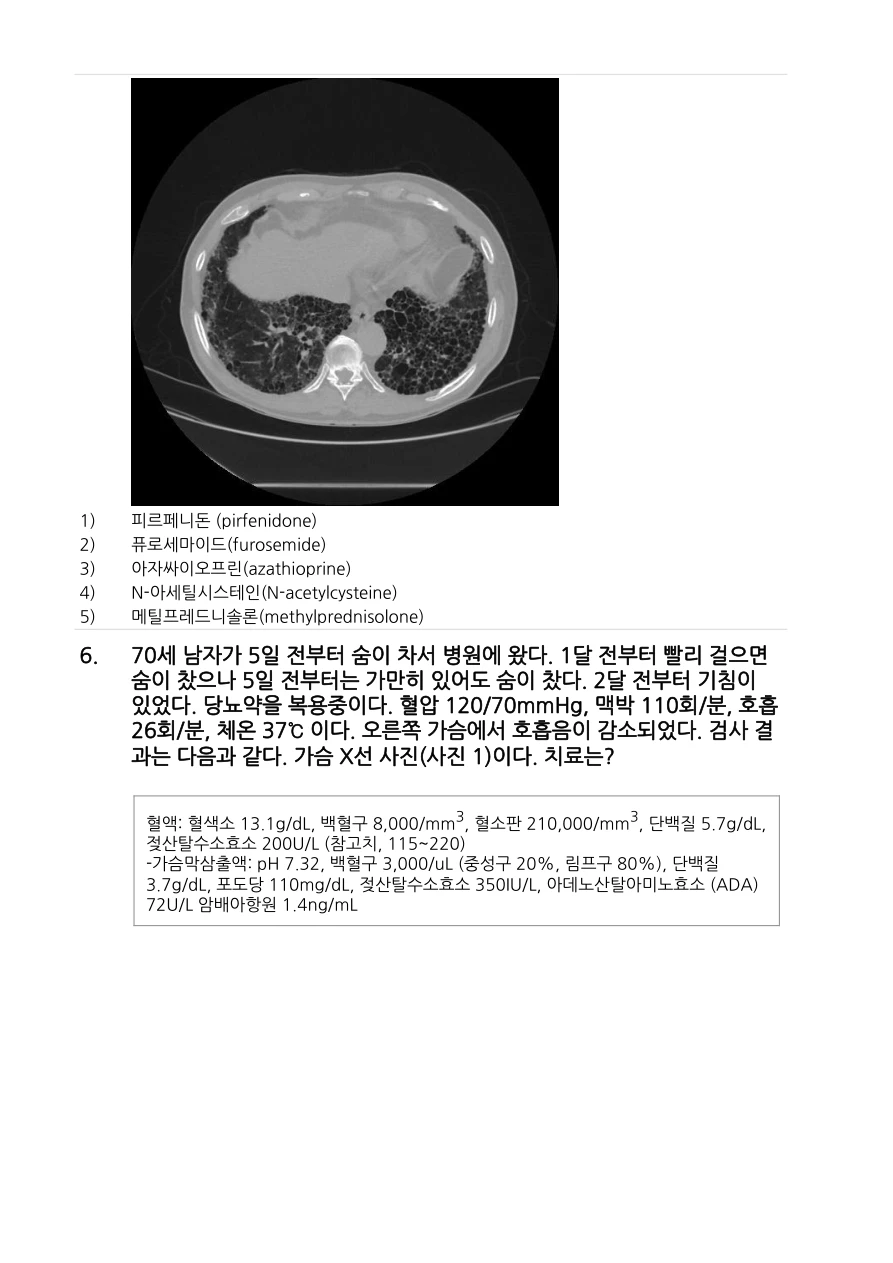 1) 피르페니돈 (pirfenidone)
2) 퓨로세마이드(furosemide)
3) 아자싸이오프린(azathioprine)
4) N-아세틸시스테인(N-acetylcysteine)
5) 메틸프레드니솔론(methylprednisolone)
6. 70세 남자가 5일 전부터 숨이 차서 병원에 왔다. 1달 전부터 빨리 걸으면
숨이 찼으나 5일 전부터는 가만히 있어도 숨이 찼다. 2달 전부터 기침이
있었다. 당뇨약을 복용중이다. 혈압 120/70mmHg, 맥박 110회/분, 호흡
26회/분, 체온 37℃ 이다. 오른쪽 가슴에서 호흡음이 감소되었다. 검사 결
과는 다음과 같다. 가슴 X선 사진(사진 1)이다. 치료는?
혈액: 혈색소 13.1g/dL, 백혈구 8,000/mm3, 혈소판 210,000/mm3, 단백질 5.7g/dL,
젖산탈수소효소 200U/L (참고치, 115~220)
-가슴막삼출액: pH 7.32, 백혈구 3,000/uL (중성구 20%, 림프구 80%), 단백질
3.7g/dL, 포도당 110mg/dL, 젖산탈수소효소 350IU/L, 아데노산탈아미노효소 (ADA)
72U/L 암배아항원 1.4ng/mL